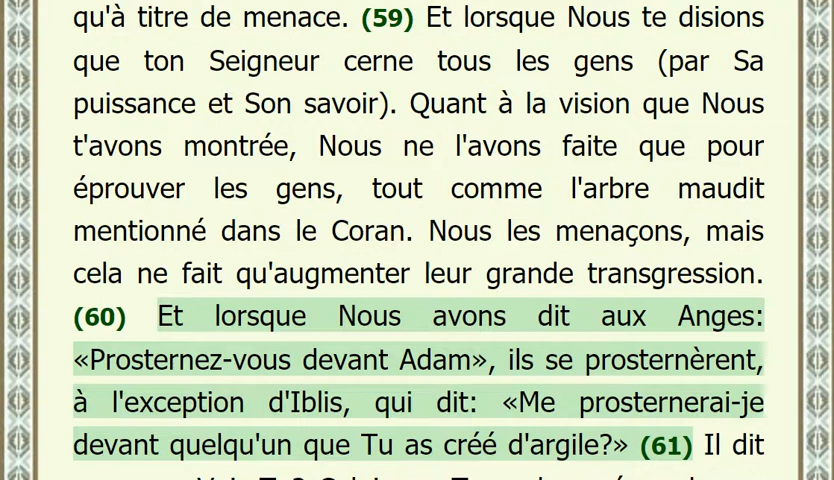 qu'à titre de menace. (59) Et lorsque Nous te disions
que ton Seigneur cerne tous les gens (par Sa
puissance et Son savoir). Quant à la vision que Nous
t'avons montrée, Nous ne l'avons faite que pour
éprouver les gens, tout comme l'arbre maudit
mentionné dans le Coran. Nous les menaçons, mais
cela ne fait qu'augmenter leur grande transgression.
(60) Et lorsque Nous avons dit aux Anges:
«Prosternez-vous devant Adam», ils se prosternèrent,
à l'exception d'Iblis, qui dit: «Me prosternerai-je
devant quelqu'un que Tu as créé d'argile?» (61) Il dit